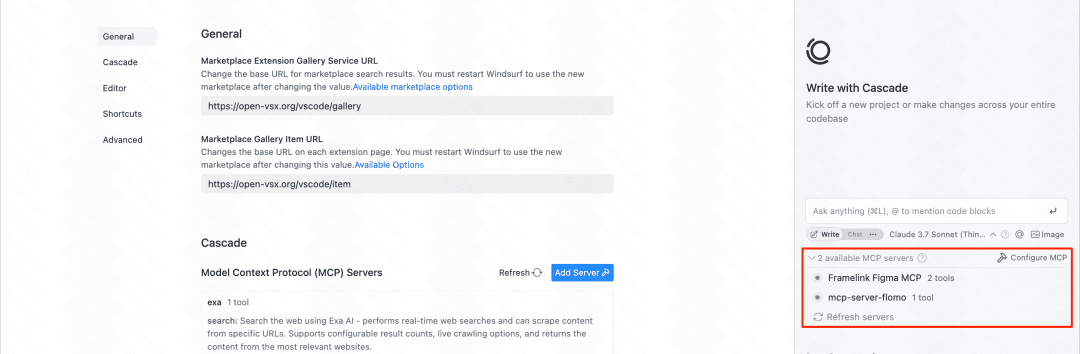 General
Cascade
Editor
Shortcuts
Advanced
General
Marketplace Extension Gallery Service URL
Change the base URL for marketplace search results. You must restart Windsurf to use the new
marketplace after changing the value.Available marketplace options
https://open-vsx.org/vscode/gallery
Marketplace Gallery Item URL
Changes the base URL on each extension page. You must restart Windsurf to use the new
marketplace after changing this value.Available Options
https://open-vsx.org/vscode/item
Cascade
Model Context Protocol (MCP) Servers
Refresh
Add Server
exa 1 tool
search: Search the web using Exa AI - performs real-time web searches and can scrape content
from specific URLs. Supports configurable result counts, live crawling options, and returns the
content from the most relevant websites.
Write with Cascade
Kick off a new project or make changes across your entire
codebase
Ask anything (⌘L), @ to mention code blocks
Write Chat ··· Claude 3.7 Sonnet (Thin... Image
2 available MCP servers Configure MCP
Framelink Figma MCP 2 tools
mcp-server-flomo 1 tool
Refresh servers